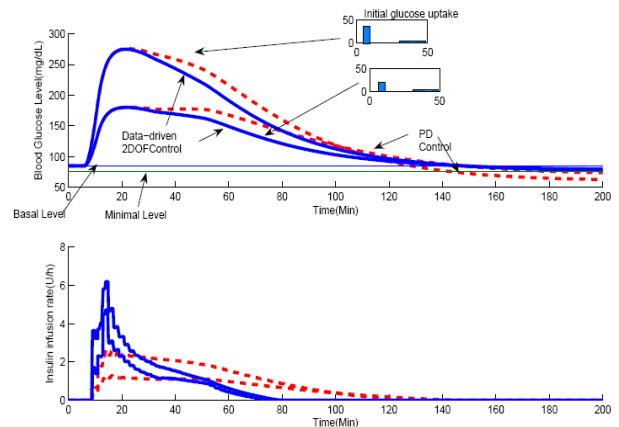 Initial glucose uptake
50
0
0
50
50
0
0
50
300
250
200
150
100
50
Blood Glucose Level(mg/dL)
Data-driven
2DOFControl
PD
Control
0 20 40 60 80 100 120 140 160 180 200
Time(Min)
Basal Level
Minimal Level
8
6
4
2
0
Insulin infusion rate(U/h)
0 20 40 60 80 100 120 140 160 180 200
Time(Min)